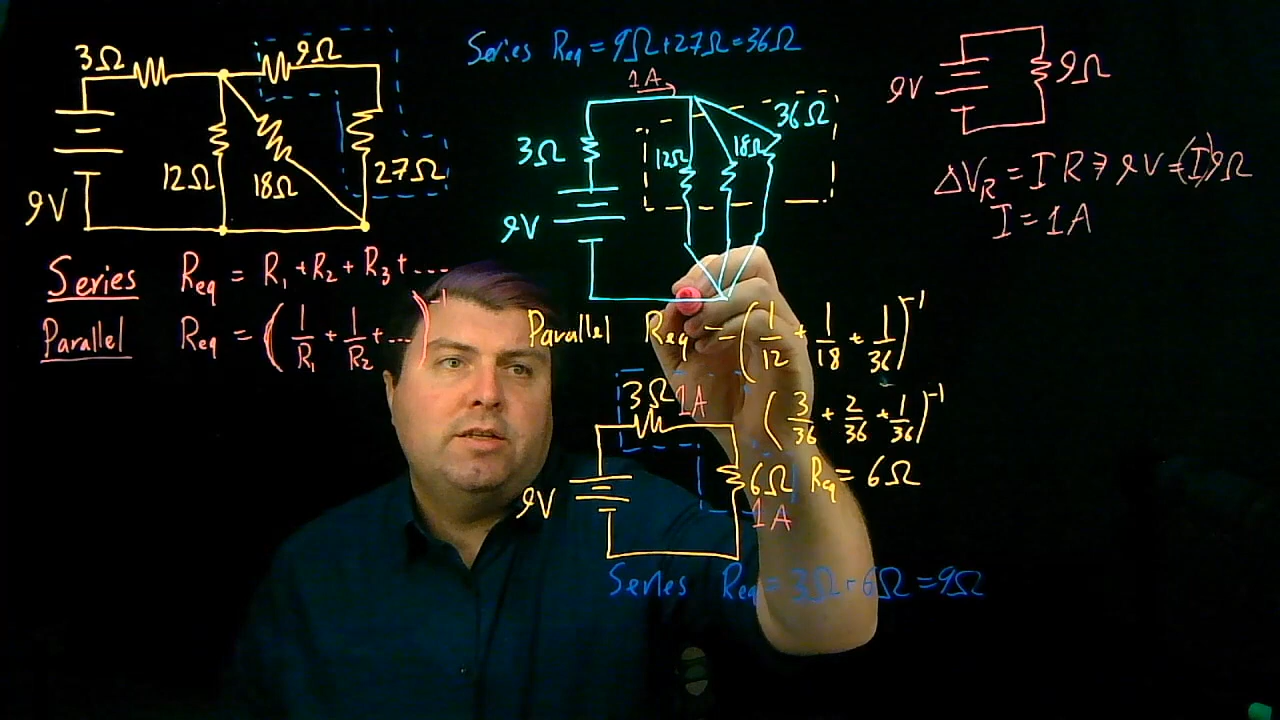 3Ω
9Ω
12Ω
18Ω
27Ω
9V
Series Req = R1 + R2 + R3 + ...
Parallel Req = (1/R1 + 1/R2 + ...)^-1
Series Req = 9Ω+27Ω=36Ω
1A
3Ω
12Ω
18Ω
36Ω
9V
Parallel Req = (1/12 + 1/18 + 1/36)^-1
(3/36 + 2/36 + 1/36)^-1
Req = 6Ω
3Ω 1A
9V
6Ω
1A
Series Req = 3Ω+6Ω=9Ω
9V
9Ω
ΔVR = I R ⇒ 9V = (I) 9Ω
I = 1A